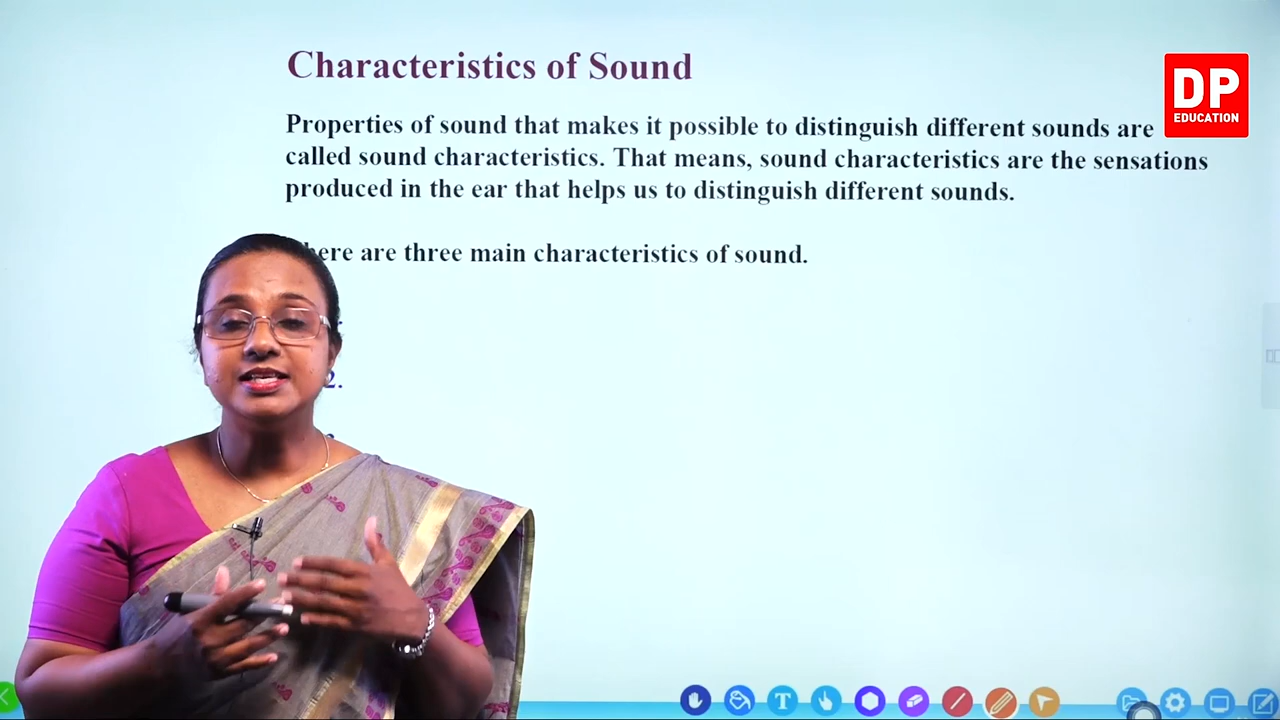 Characteristics of Sound
DP
EDUCATION
Properties of sound that makes it possible to distinguish different sounds are
called sound characteristics. That means, sound characteristics are the sensations
produced in the ear that helps us to distinguish different sounds.
here are three main characteristics of sound.
2.
T